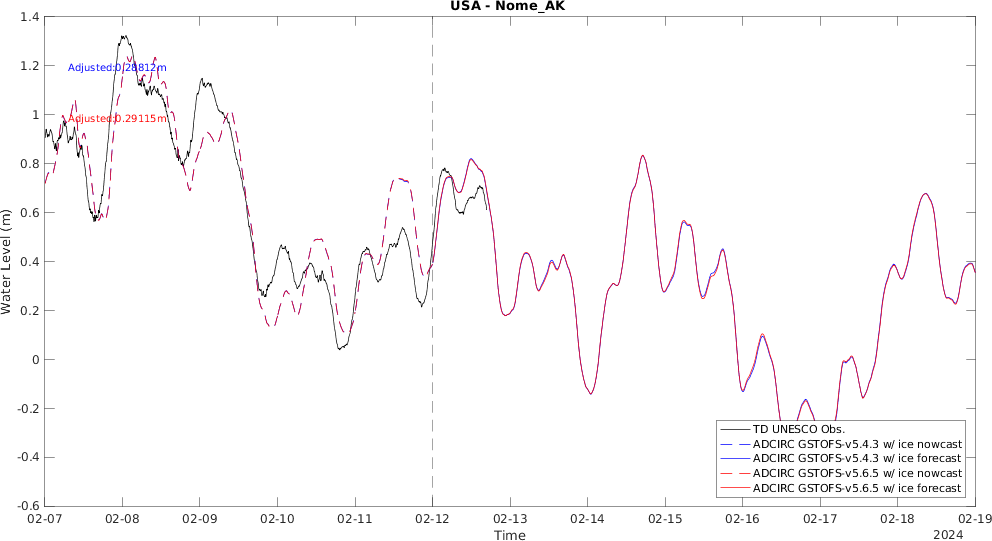 USA - Nome_AK
1.4
1.2
1
0.8
0.6
0.4
0.2
0
-0.2
-0.4
-0.6
Water Level (m)
Adjusted:0.28812m
Adjusted:0.29115m
TD UNESCO Obs.
ADCIRC GSTOFS-v5.4.3 w/ ice nowcast
ADCIRC GSTOFS-v5.4.3 w/ ice forecast
ADCIRC GSTOFS-v5.6.5 w/ ice nowcast
ADCIRC GSTOFS-v5.6.5 w/ ice forecast
02-07 02-08 02-09 02-10 02-11 02-12 02-13 02-14 02-15 02-16 02-17 02-18 02-19
Time
2024